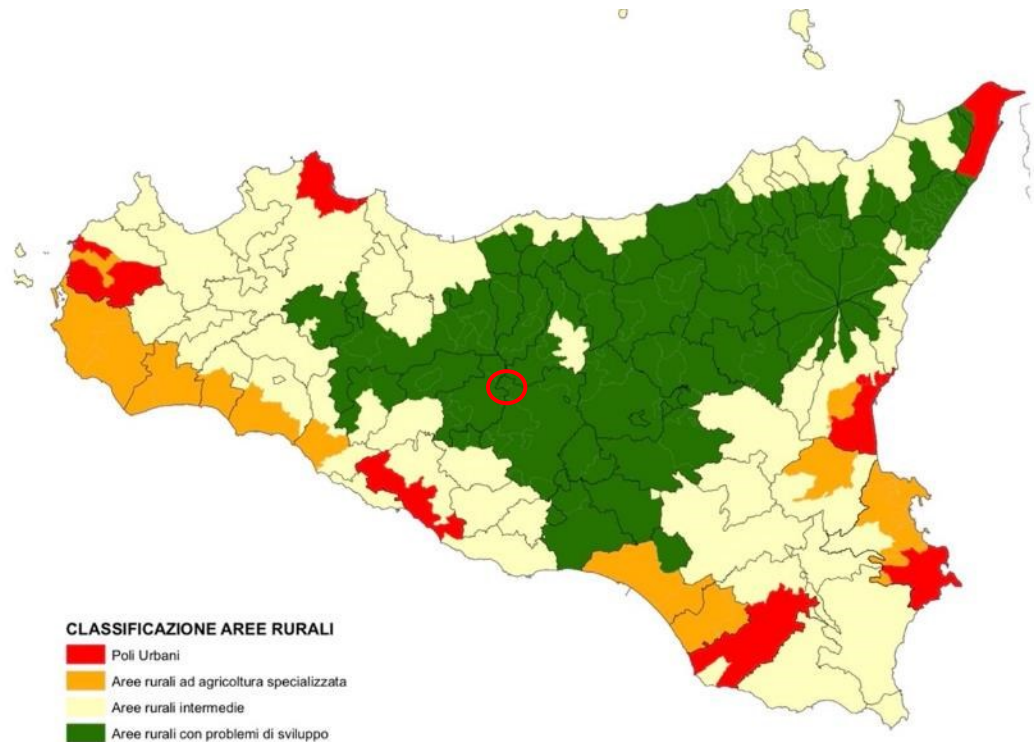 CLASSIFICAZIONE AREE RURALI
Poli Urbani
Aree rurali ad agricoltura specializzata
Aree rurali intermedie
Aree rurali con problemi di sviluppo